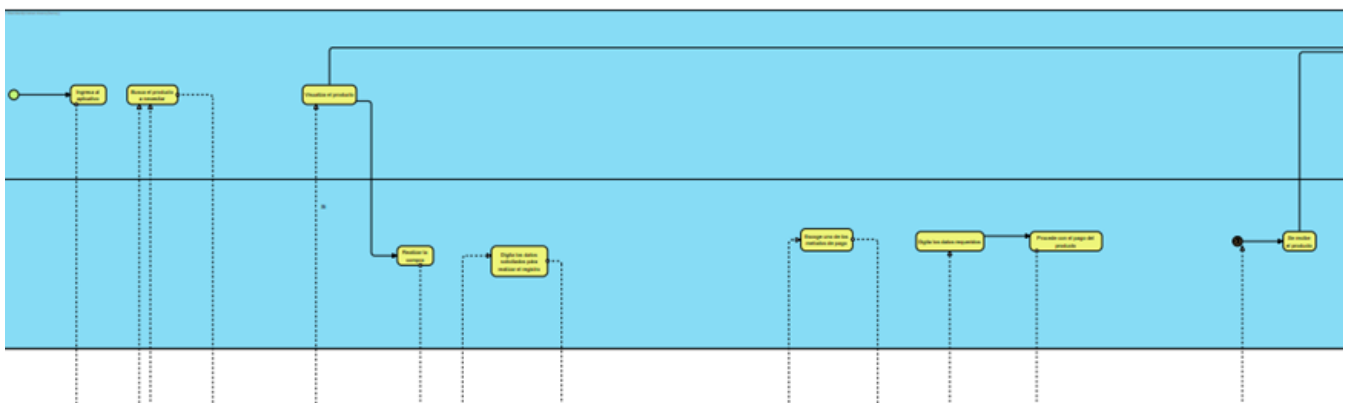 Ingresa al
aplicativo
Busca el producto
a necesitar
Visualiza el producto
Si
Realizar la
compra
Digita los datos
solicitados para
realizar el registro
Escoge uno de los
metodos de pago
Digita los datos requeridos
Procede con el pago del
producto
Se recibe
el producto